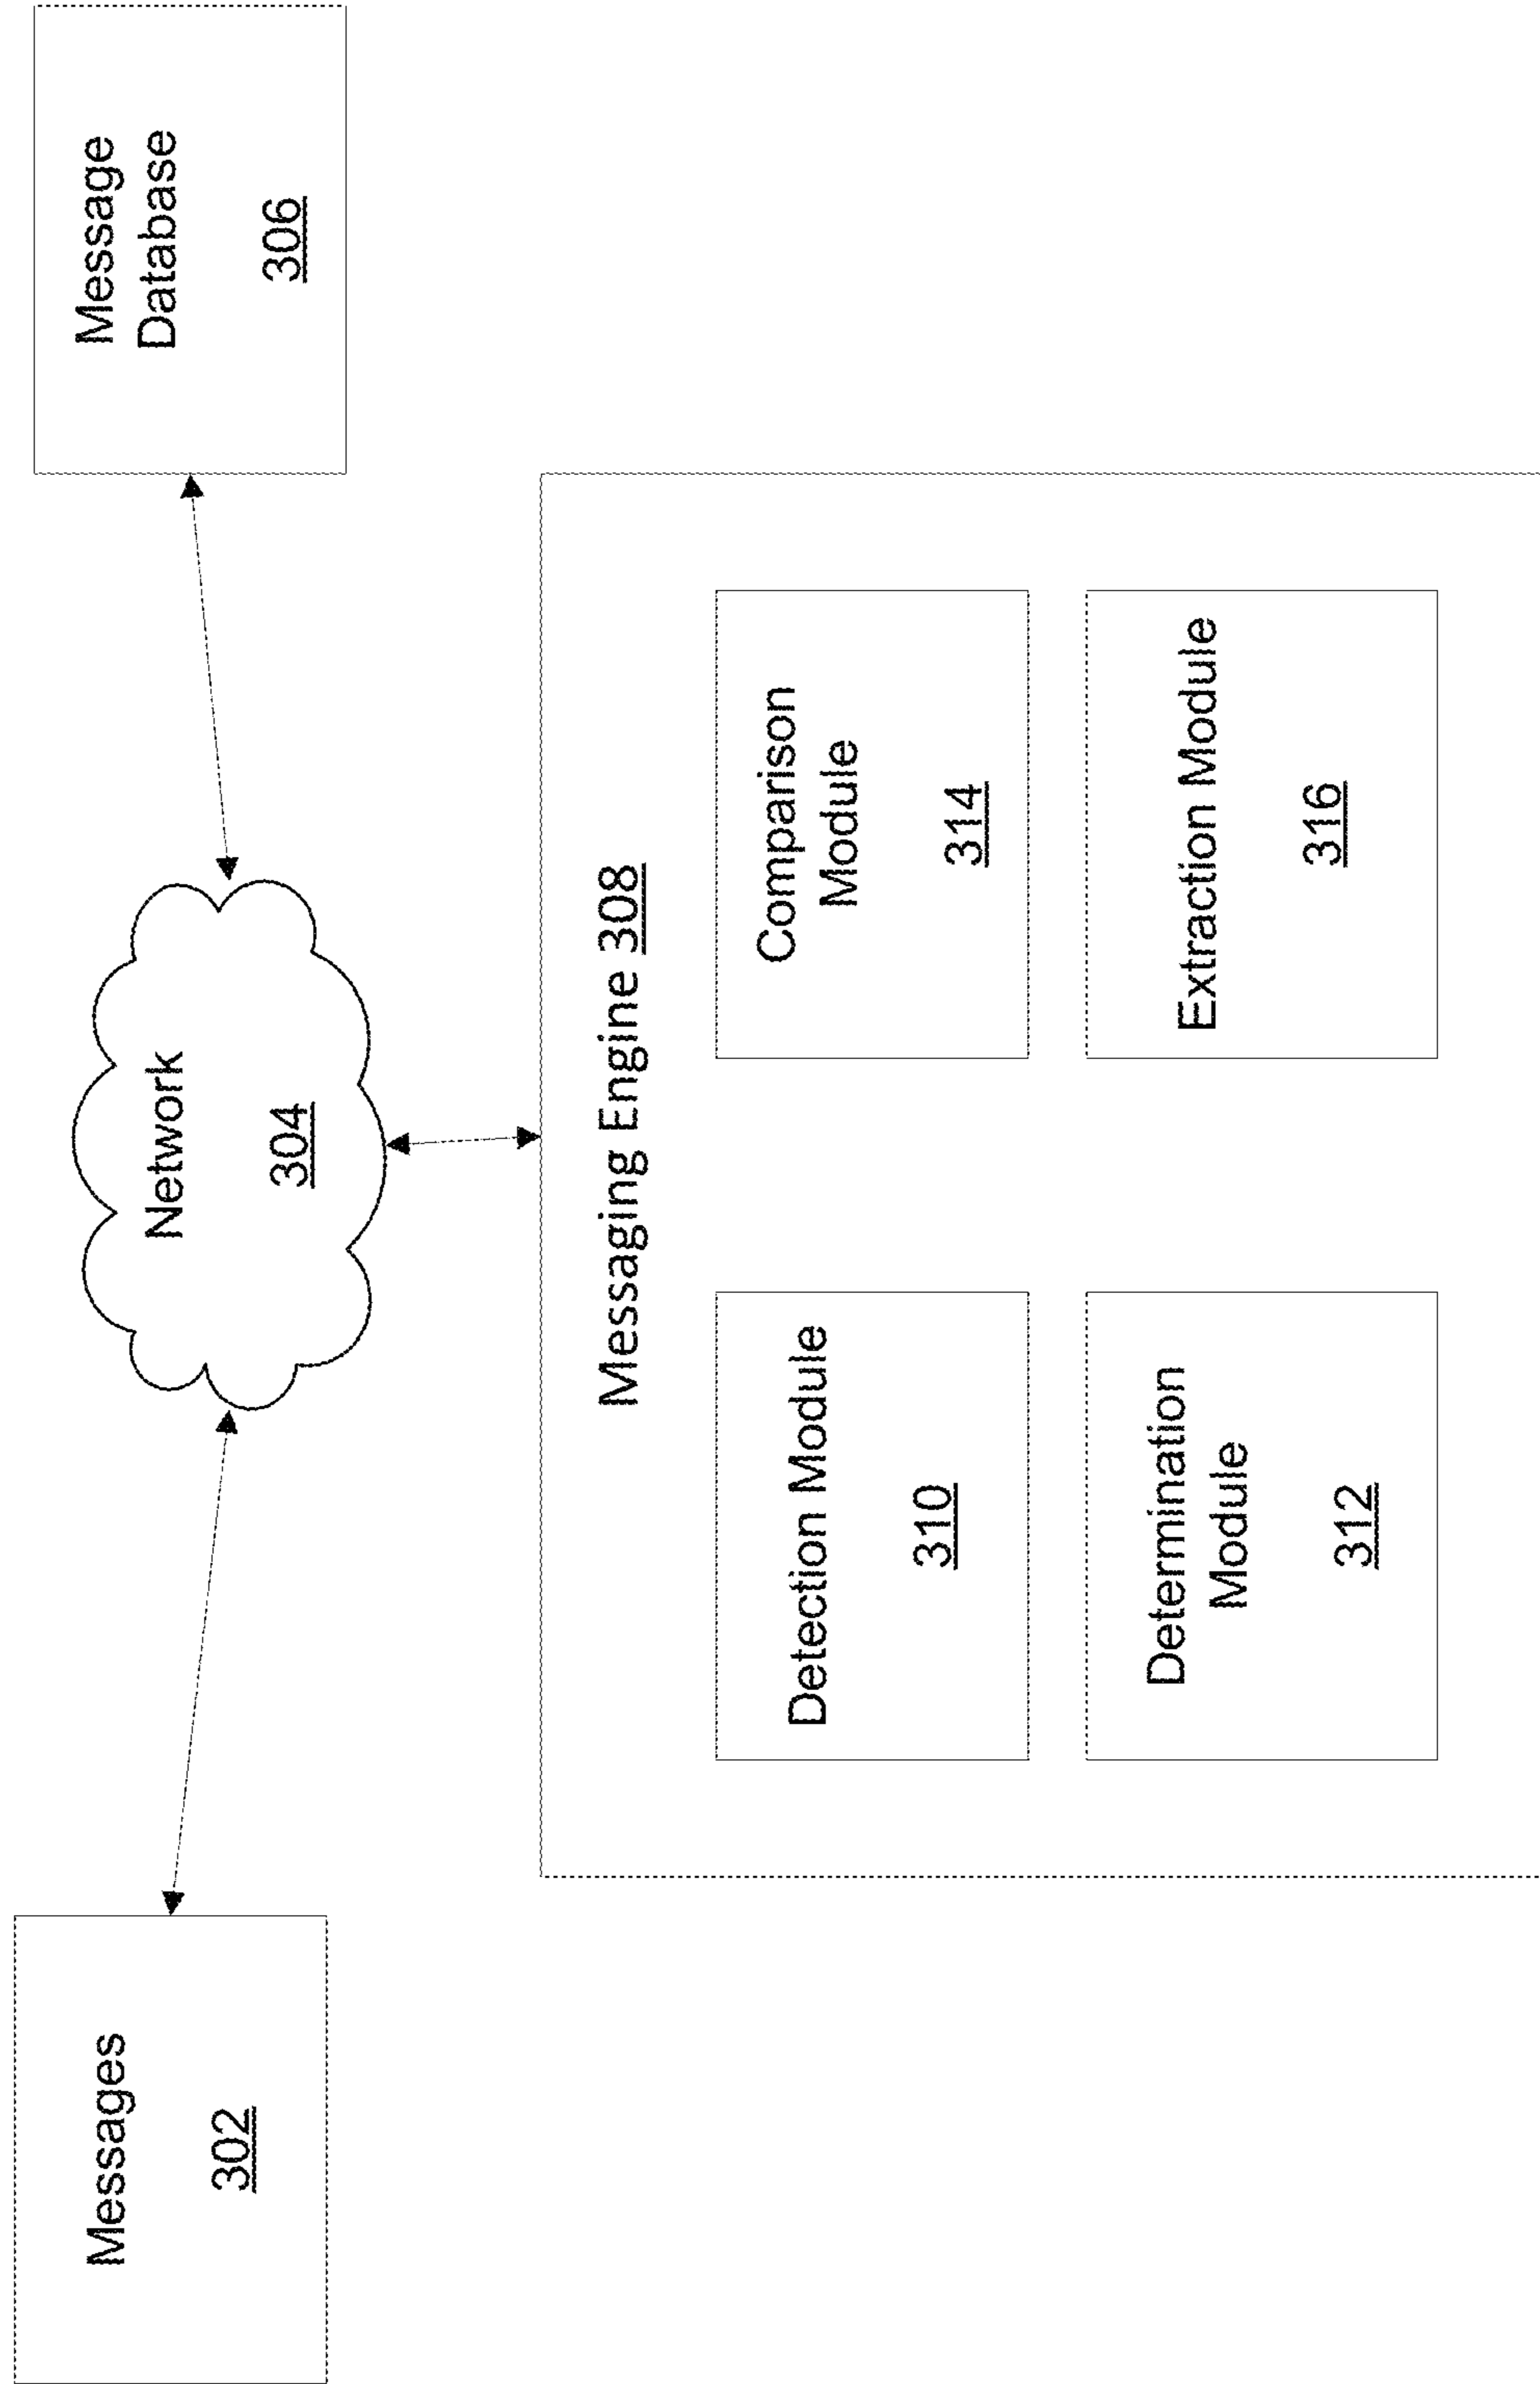 Messages
302
Network
304
Message
Database
306
Messaging Engine 308
Detection Module
310
Comparison
Module
314
Determination
Module
312
Extraction Module
316